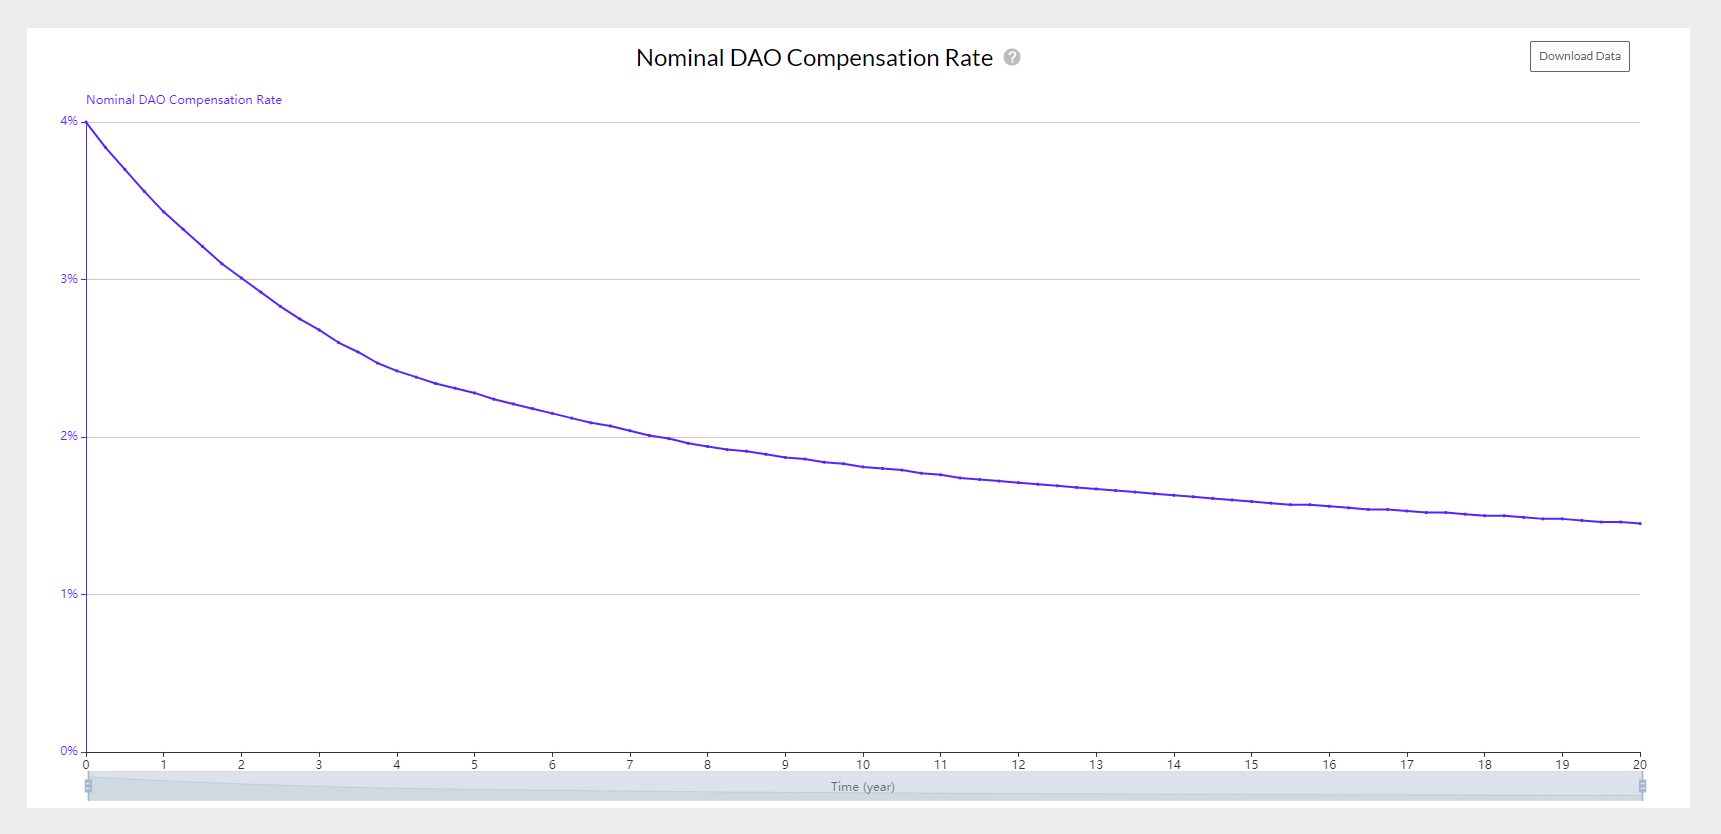 Nominal DAO Compensation Rate ?
Download Data
Nominal DAO Compensation Rate
4%
3%
2%
1%
0%
0 1 2 3 4 5 6 7 8 9 10 11 12 13 14 15 16 17 18 19 20
Time (year)